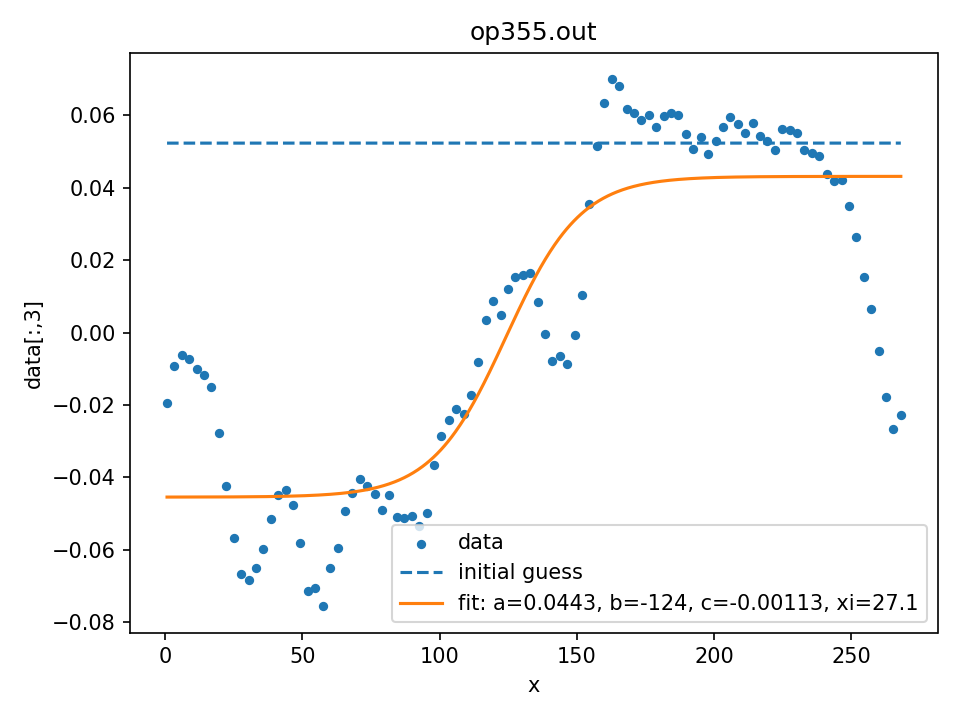 op355.out
data[:,3]
0.06
0.04
0.02
0.00
−0.02
−0.04
−0.06
−0.08
data
initial guess
fit: a=0.0443, b=-124, c=-0.00113, xi=27.1
0 50 100 150 200 250
x